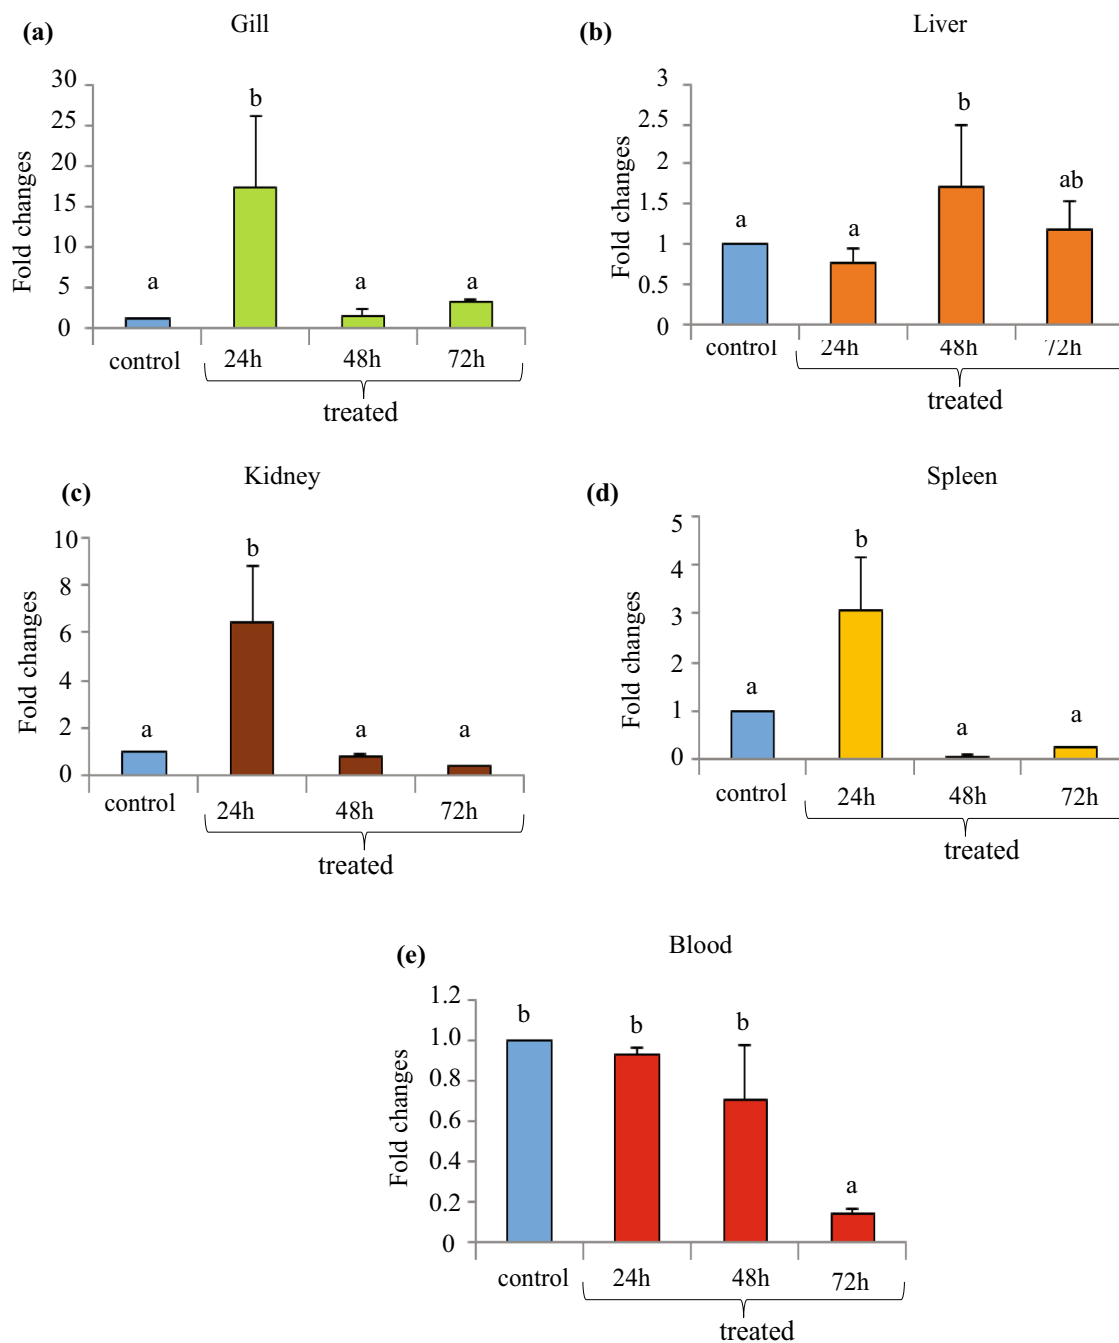 (a) Gill
Fold changes
30
25
20
15
10
5
0
a b a a
control 24h 48h 72h
treated
(b) Liver
Fold changes
3
2.5
2
1.5
1
0.5
0
a a b ab
control 24h 48h 72h
treated
(c) Kidney
Fold changes
10
8
6
4
2
0
a b a a
control 24h 48h 72h
treated
(d) Spleen
Fold changes
5
4
3
2
1
0
a b a a
control 24h 48h 72h
treated
(e) Blood
Fold changes
1.2
1.0
0.8
0.6
0.4
0.2
0
b b b a
control 24h 48h 72h
treated